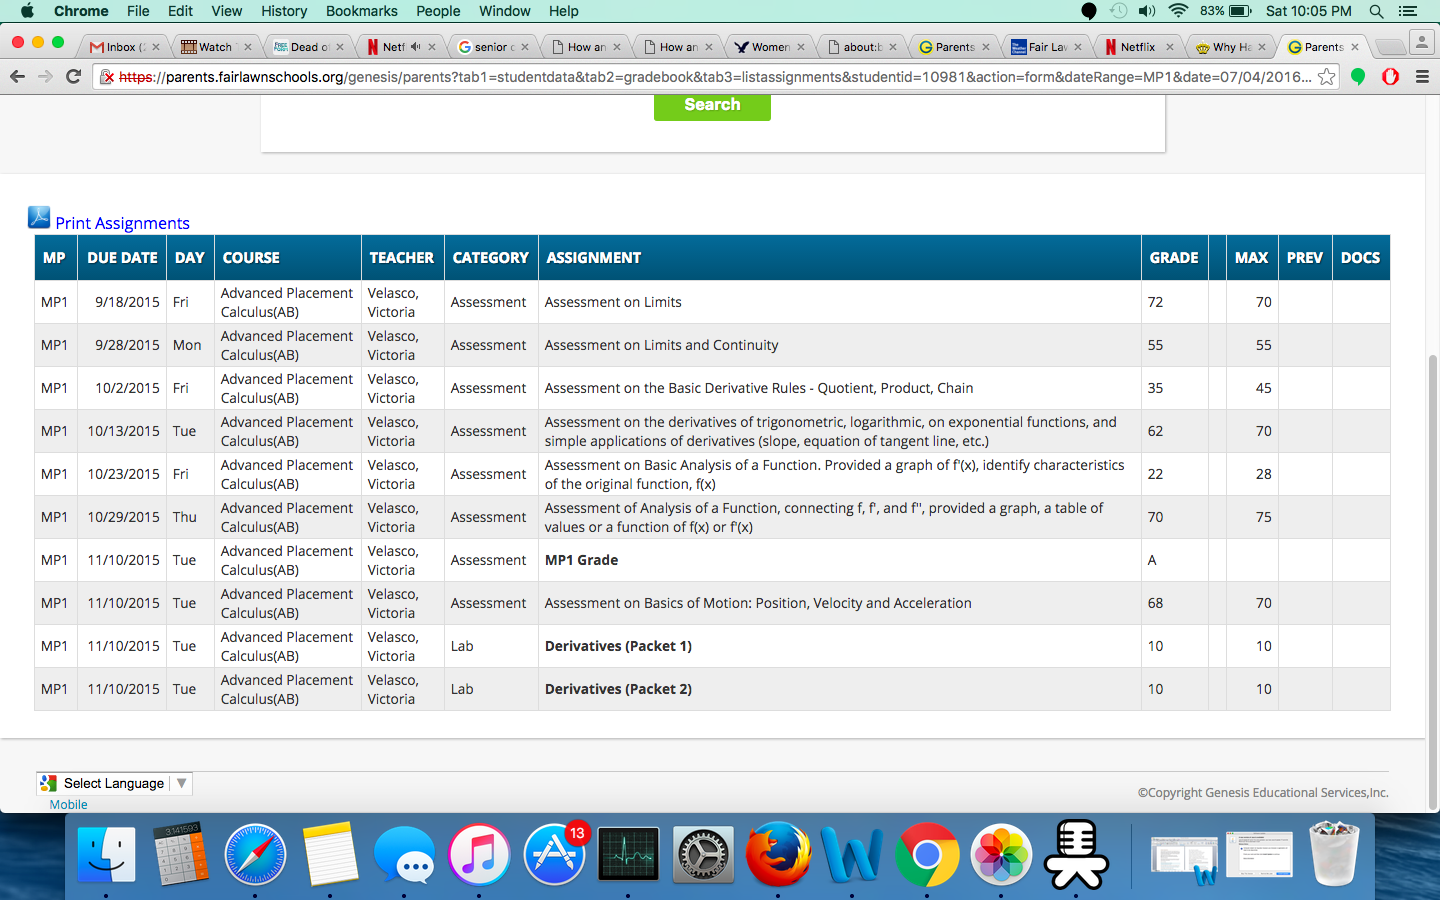 Chrome File Edit View History Bookmarks People Window Help 83% Sat 10:05 PM
Inbox (2 Watch Dead o Netf senior c How an How an Women about:b Parents Fair Law Netflix Why Ha Parents
https://parents.fairlawnschools.org/genesis/parents?tab1=studentdata&tab2=gradebook&tab3=listassignments&studentid=10981&action=form&dateRange=MP1&date=07/04/2016...
Search
Print Assignments
MP DUE DATE DAY COURSE TEACHER CATEGORY ASSIGNMENT GRADE MAX PREV DOCS
MP1 9/18/2015 Fri Advanced Placement Calculus(AB) Velasco, Victoria Assessment Assessment on Limits 72 70
MP1 9/28/2015 Mon Advanced Placement Calculus(AB) Velasco, Victoria Assessment Assessment on Limits and Continuity 55 55
MP1 10/2/2015 Fri Advanced Placement Calculus(AB) Velasco, Victoria Assessment Assessment on the Basic Derivative Rules - Quotient, Product, Chain 35 45
MP1 10/13/2015 Tue Advanced Placement Calculus(AB) Velasco, Victoria Assessment Assessment on the derivatives of trigonometric, logarithmic, on exponential functions, and simple applications of derivatives (slope, equation of tangent line, etc.) 62 70
MP1 10/23/2015 Fri Advanced Placement Calculus(AB) Velasco, Victoria Assessment Assessment on Basic Analysis of a Function. Provided a graph of f'(x), identify characteristics of the original function, f(x) 22 28
MP1 10/29/2015 Thu Advanced Placement Calculus(AB) Velasco, Victoria Assessment Assessment of Analysis of a Function, connecting f, f', and f'', provided a graph, a table of values or a function of f(x) or f'(x) 70 75
MP1 11/10/2015 Tue Advanced Placement Calculus(AB) Velasco, Victoria Assessment MP1 Grade A
MP1 11/10/2015 Tue Advanced Placement Calculus(AB) Velasco, Victoria Assessment Assessment on Basics of Motion: Position, Velocity and Acceleration 68 70
MP1 11/10/2015 Tue Advanced Placement Calculus(AB) Velasco, Victoria Lab Derivatives (Packet 1) 10 10
MP1 11/10/2015 Tue Advanced Placement Calculus(AB) Velasco, Victoria Lab Derivatives (Packet 2) 10 10
Select Language
©Copyright Genesis Educational Services,Inc.
Mobile
3.141593
13